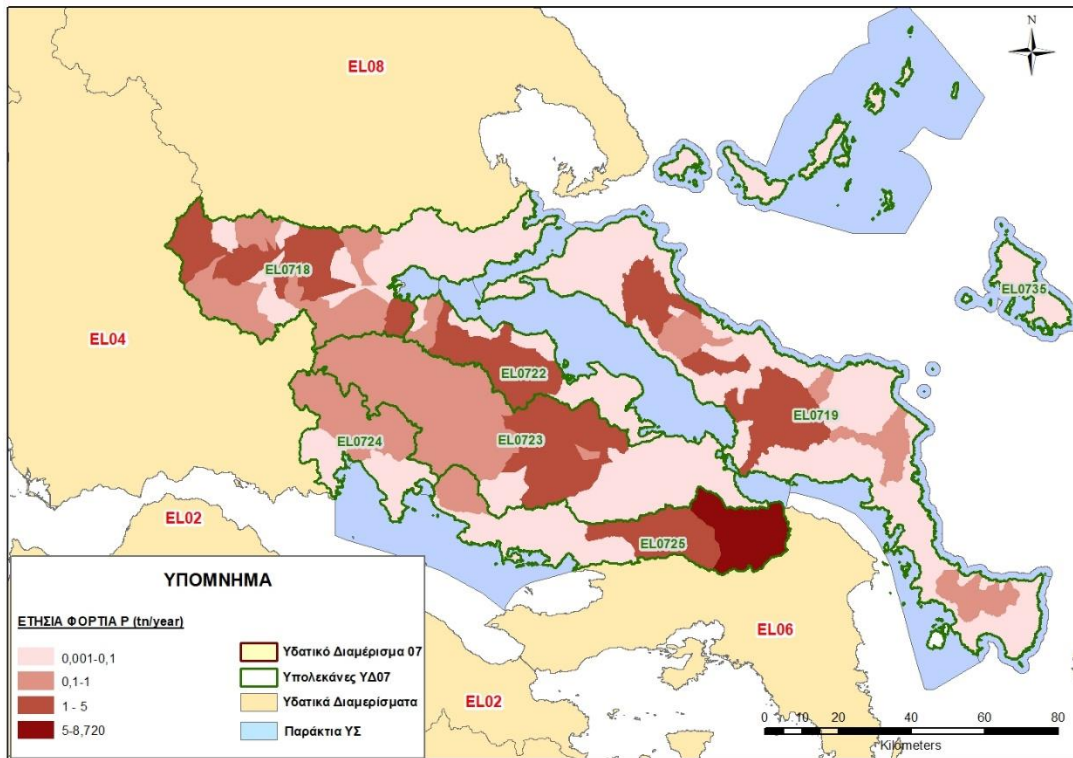 N
EL08
EL0718
EL0735
EL04
EL0722
EL0719
EL0724
EL0723
EL02
EL0725
EL06
EL02
ΥΠΟΜΝΗΜΑ
ΕΤΗΣΙΑ ΦΟΡΤΙΑ P (tn/year)
0,001-0,1
0,1-1
1 - 5
5-8,720
Υδατικό Διαμέρισμα 07
Υπολεκάνες ΥΔ07
Υδατικά Διαμερίσματα
Παράκτια ΥΣ
0 10 20 40 60 80
Kilometers